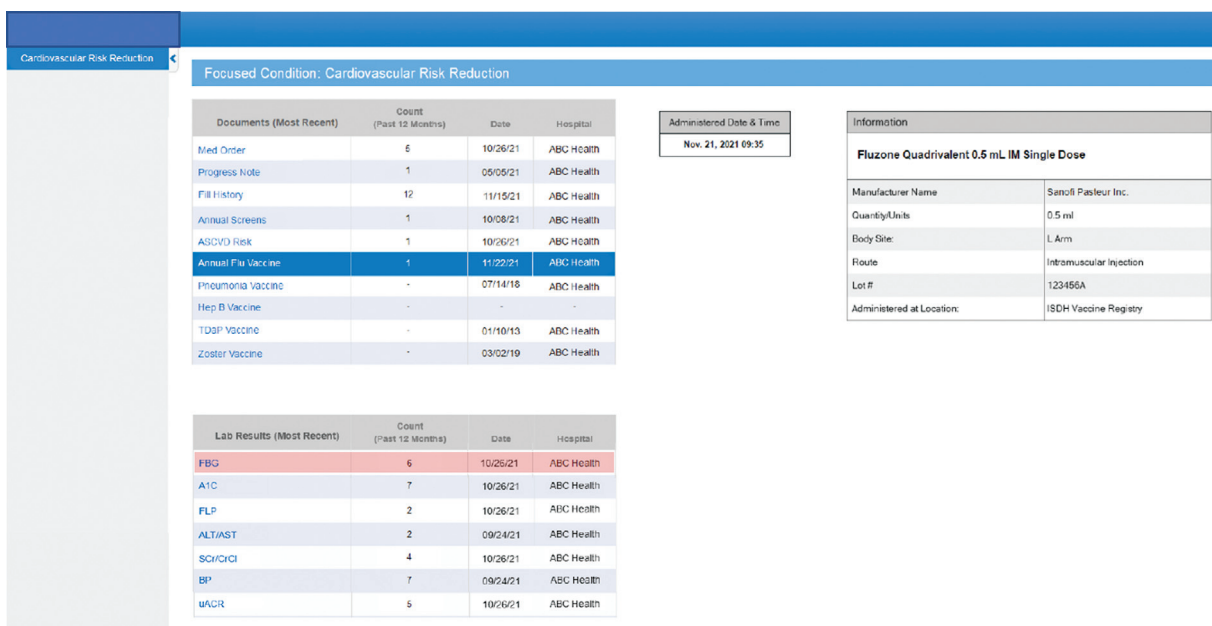 Cardiovascular Risk Reduction
Focused Condition: Cardiovascular Risk Reduction
Documents (Most Recent) Count (Past 12 Months) Date Hospital
Med Order 5 10/26/21 ABC Health
Progress Note 1 05/05/21 ABC Health
Fill History 12 11/15/21 ABC Health
Annual Screens 1 10/08/21 ABC Health
ASCVD Risk 1 10/26/21 ABC Health
Annual Flu Vaccine 1 11/22/21 ABC Health
Pneumonia Vaccine - 07/14/18 ABC Health
Hep B Vaccine - - -
TDaP Vaccine - 01/10/13 ABC Health
Zoster Vaccine - 03/02/19 ABC Health
Administered Date & Time
Nov. 21, 2021 09:35
Information
Fluzone Quadrivalent 0.5 mL IM Single Dose
Manufacturer Name Sanofi Pasteur Inc.
Quantity/Units 0.5 ml
Body Site: L Arm
Route Intramuscular Injection
Lot # 123456A
Administered at Location: ISDH Vaccine Registry
Lab Results (Most Recent) Count (Past 12 Months) Date Hospital
FBG 6 10/26/21 ABC Health
A1C 7 10/26/21 ABC Health
FLP 2 10/26/21 ABC Health
ALT/AST 2 09/24/21 ABC Health
SCr/CrCl 4 10/26/21 ABC Health
BP 7 09/24/21 ABC Health
uACR 5 10/26/21 ABC Health